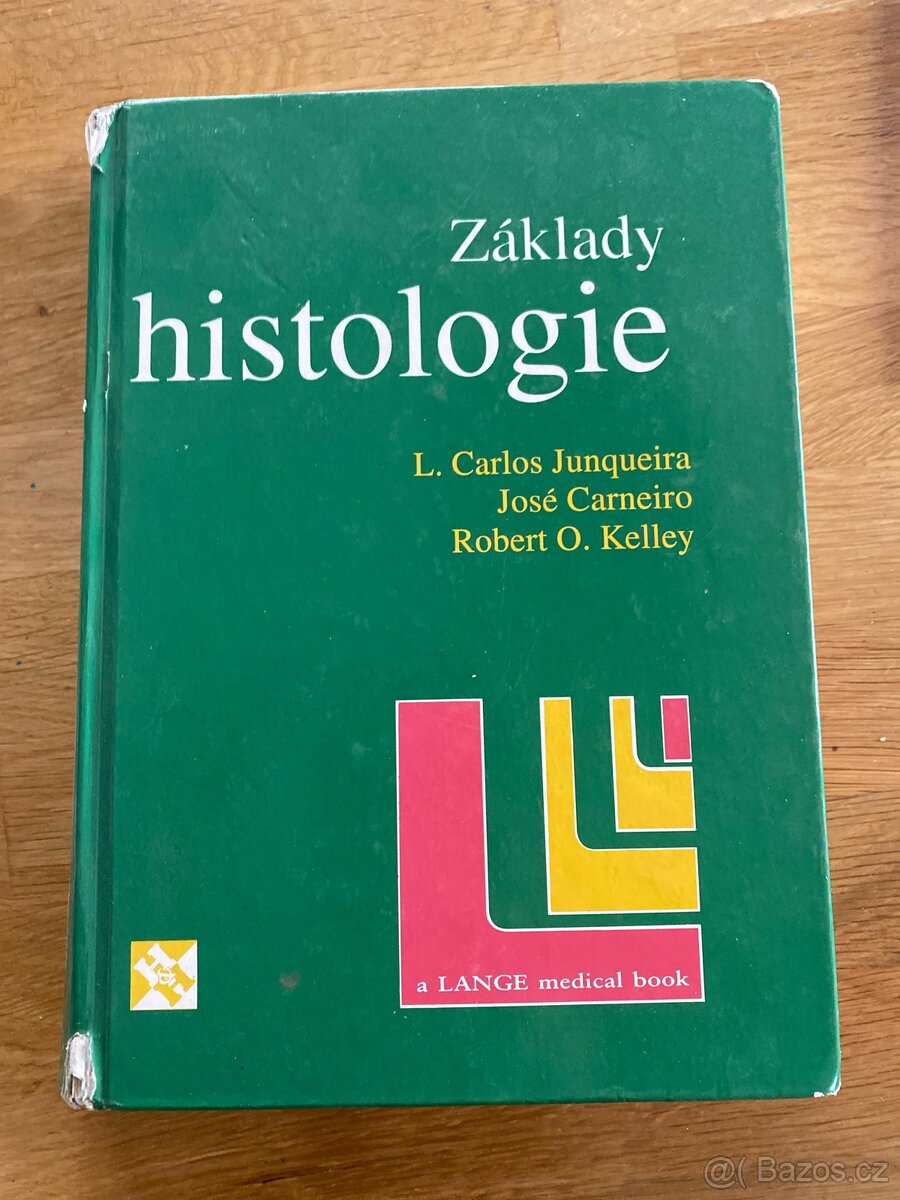 Základy
histologie
L. Carlos Junqueira
José Carneiro
Robert O. Kelley
a LANGE medical book
H&H
@( Bazos.cz